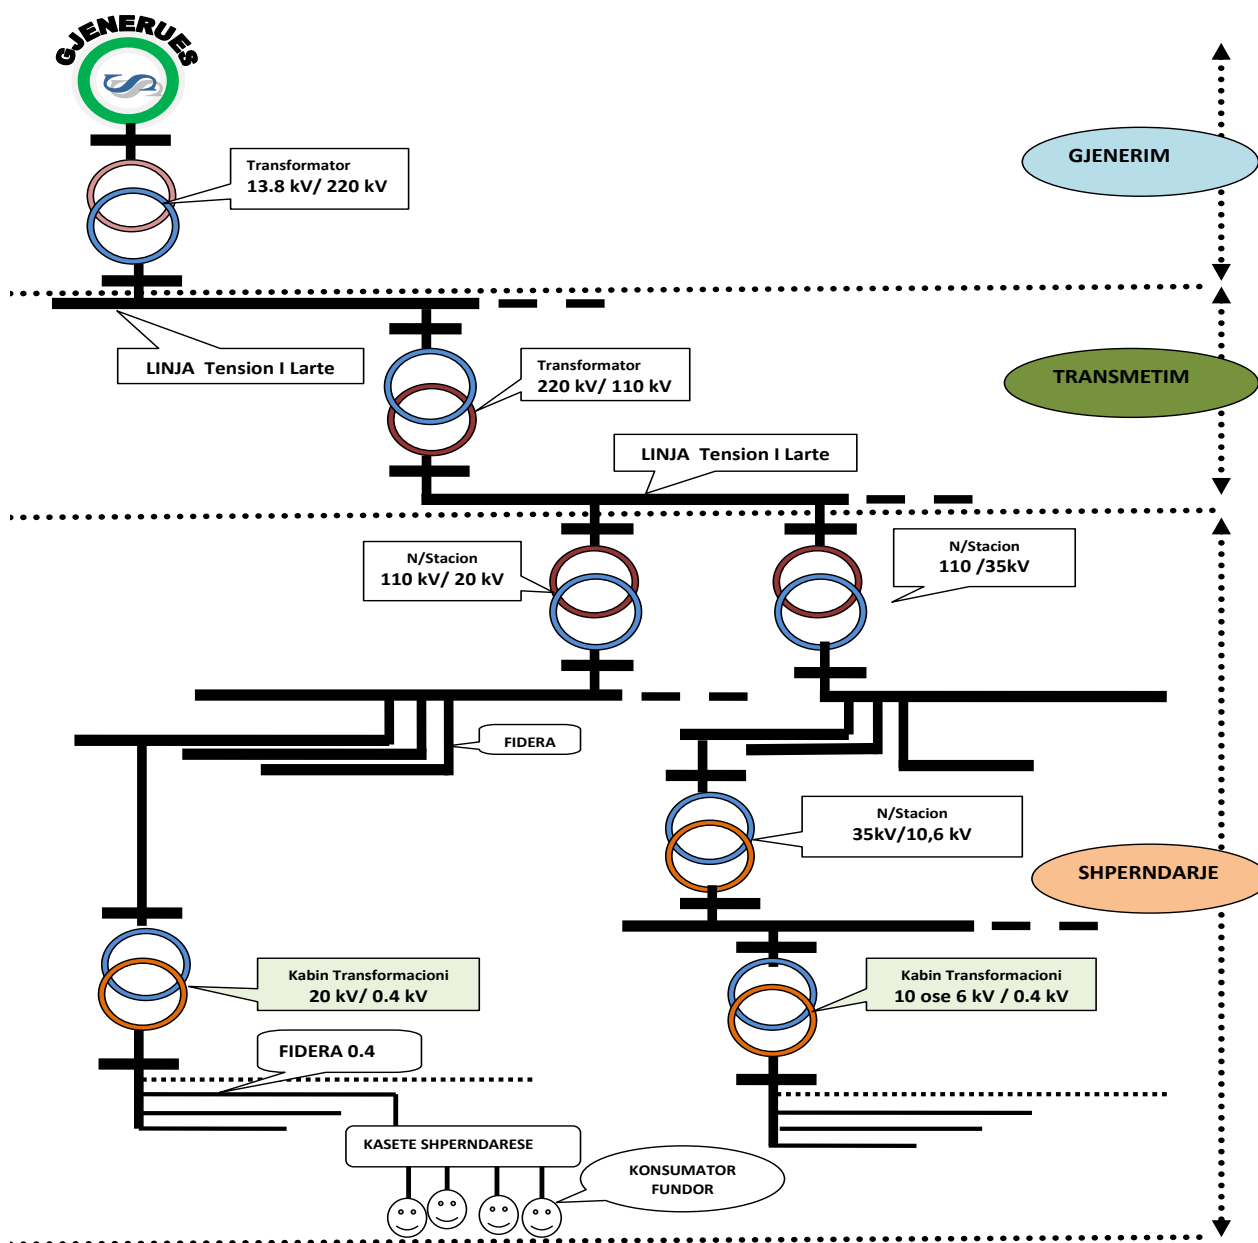 GJENERUES
Transformator
13.8 kV/ 220 kV
GJENERIM
LINJA Tension I Larte
Transformator
220 kV/ 110 kV
TRANSMETIM
LINJA Tension I Larte
N/Stacion
110 kV/ 20 kV
N/Stacion
110 /35kV
FIDERA
N/Stacion
35kV/10,6 kV
SHPERNDARJE
Kabin Transformacioni
20 kV/ 0.4 kV
Kabin Transformacioni
10 ose 6 kV / 0.4 kV
FIDERA 0.4
KASETE SHPERNDARESE
KONSUMATOR
FUNDOR